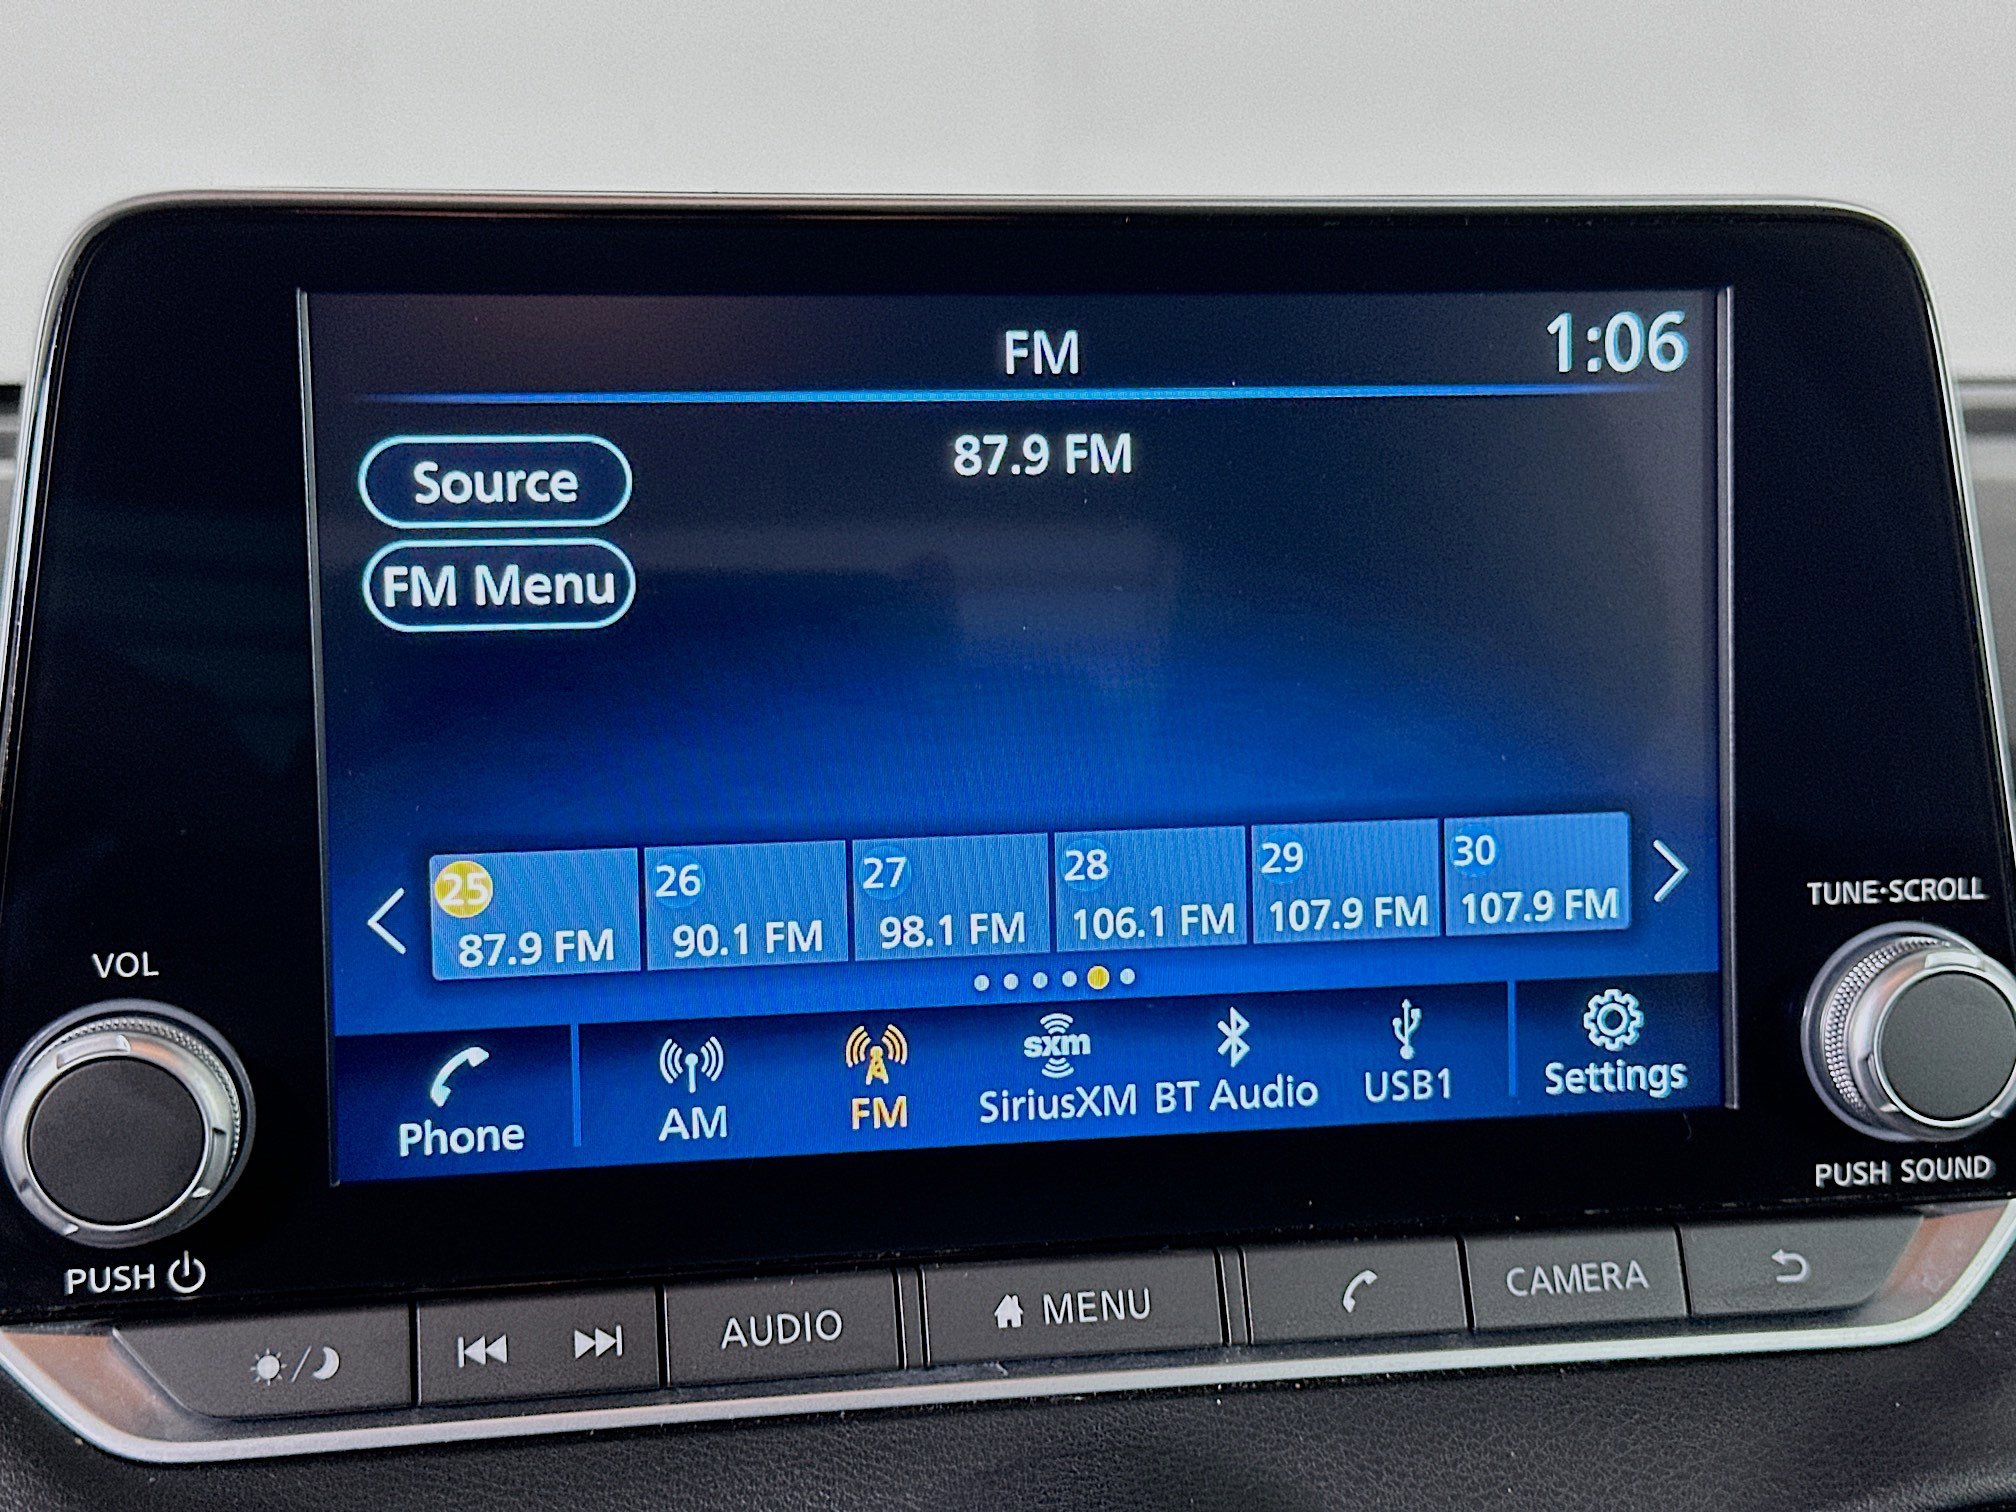 FM
1:06
87.9 FM
Source
FM Menu
25
26
27
28
29
30
87.9 FM
90.1 FM
98.1 FM
106.1 FM
107.9 FM
107.9 FM
Phone
AM
FM
sxm
SiriusXM
BT Audio
USB1
Settings
VOL
PUSH
TUNE·SCROLL
PUSH SOUND
AUDIO
MENU
CAMERA